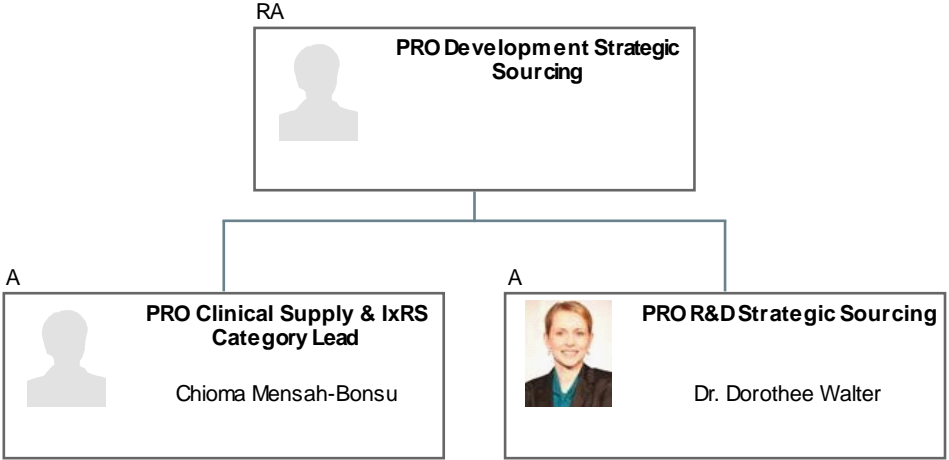 RA
PRO Development Strategic
Sourcing
A
PRO Clinical Supply & IxRS
Category Lead
Chioma Mensah-Bonsu
A
PRO R&D Strategic Sourcing
Dr. Dorothee Walter